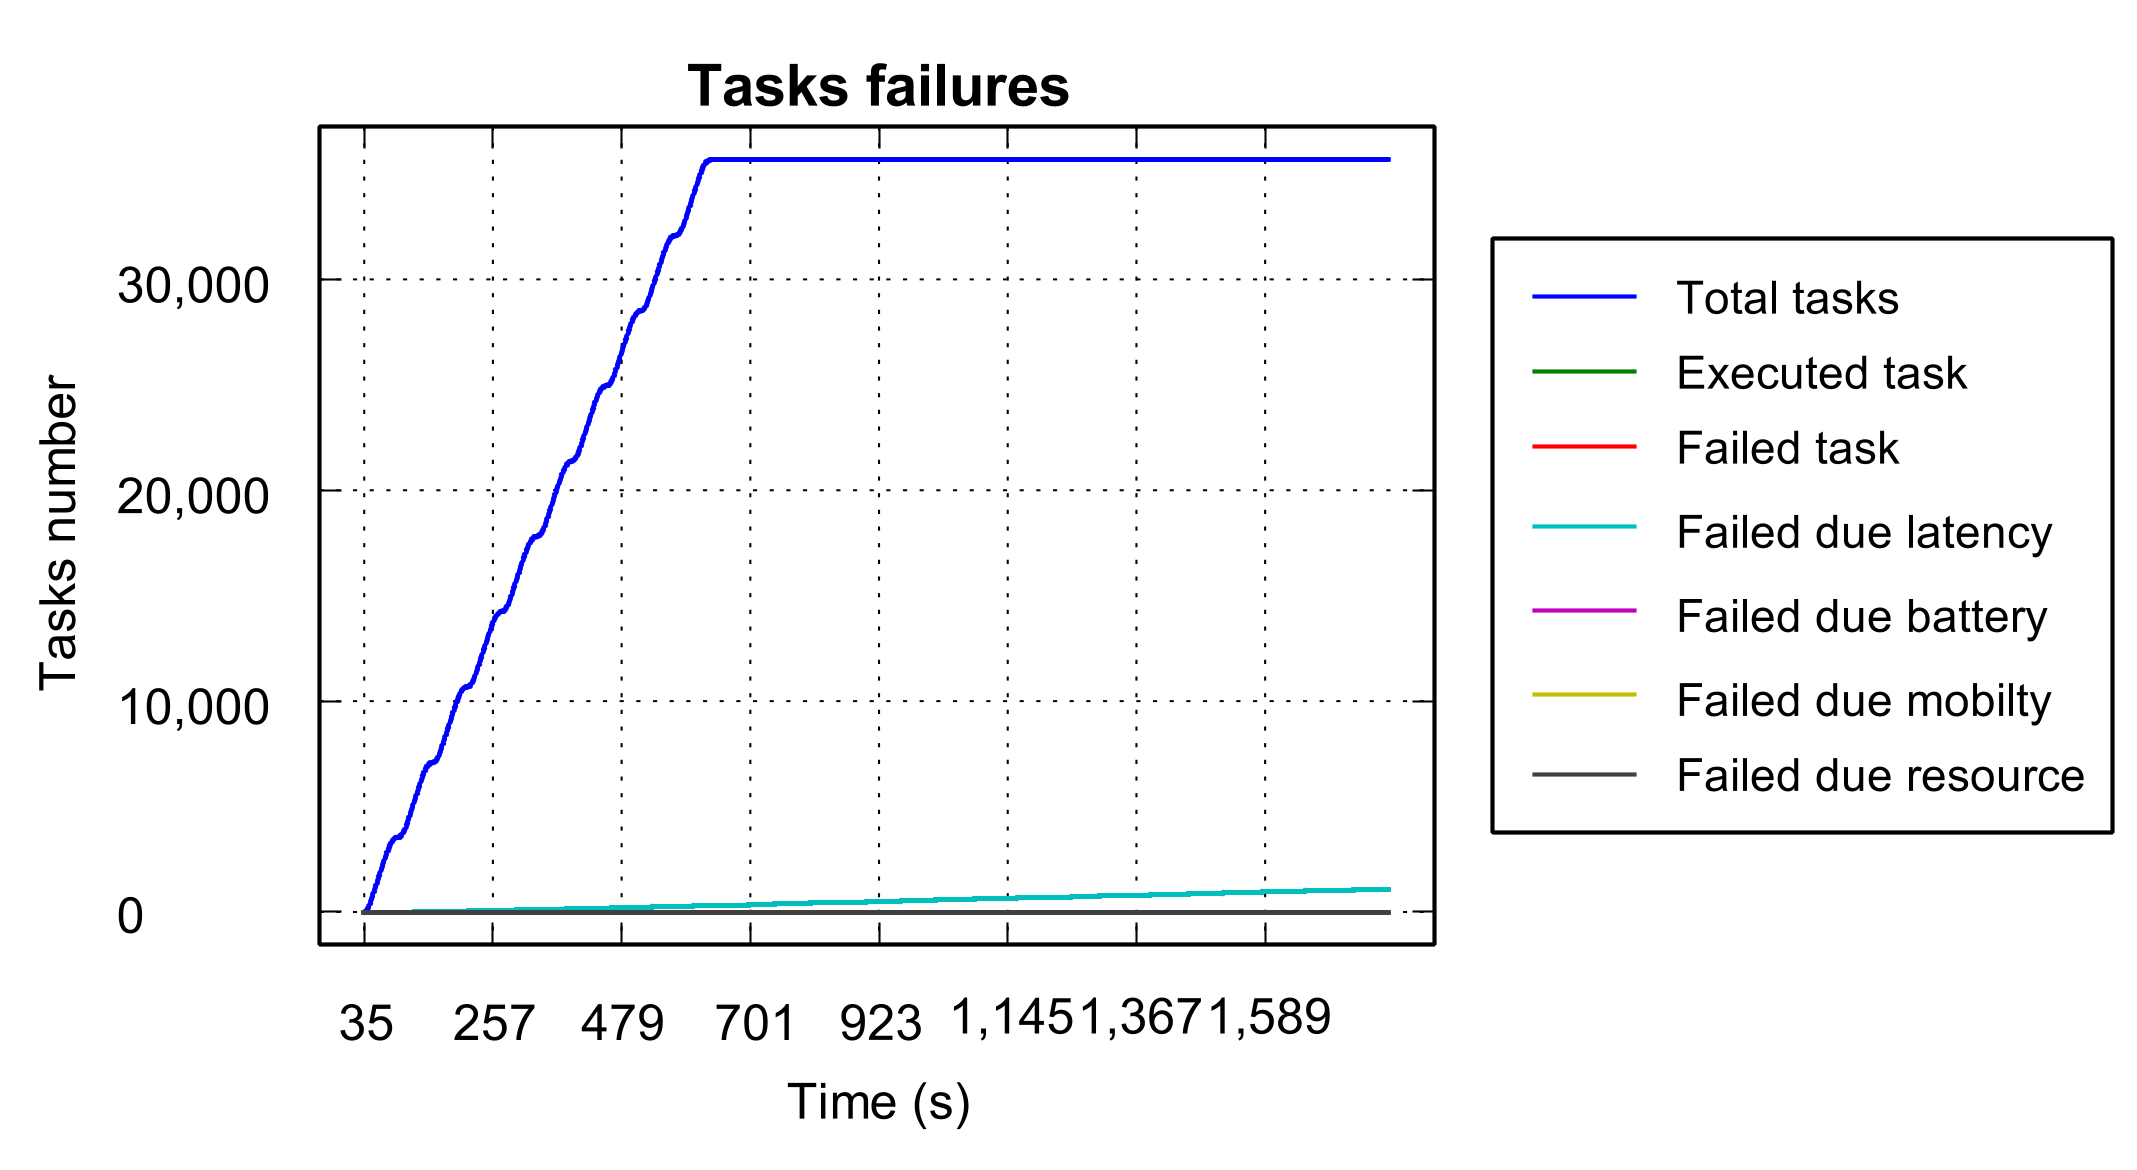 Tasks failures
30,000
20,000
10,000
0
Tasks number
35 257 479 701 923 1,145 1,367 1,589
Time (s)
Total tasks
Executed task
Failed task
Failed due latency
Failed due battery
Failed due mobilty
Failed due resource